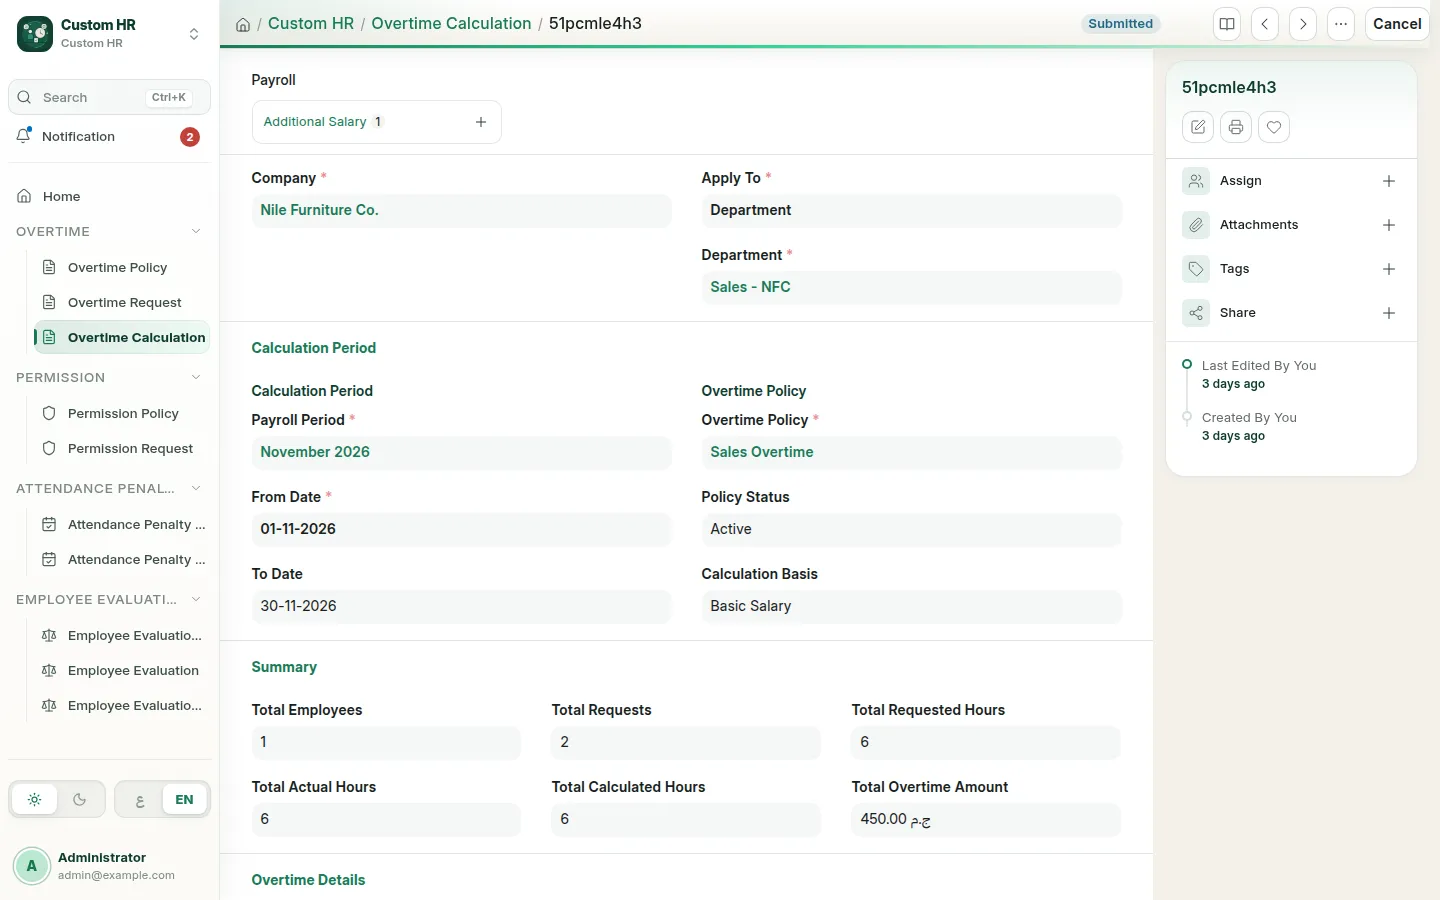 Custom HR
Custom HR
Search Ctrl+K
Notification 2
Home
OVERTIME
Overtime Policy
Overtime Request
Overtime Calculation
PERMISSION
Permission Policy
Permission Request
ATTENDANCE PENAL...
Attendance Penalty ...
Attendance Penalty ...
EMPLOYEE EVALUATI...
Employee Evaluatio...
Employee Evaluation
Employee Evaluatio...
ع EN
A
Administrator
admin@example.com
/ Custom HR / Overtime Calculation / 51pcmle4h3
Submitted
Cancel
Payroll
Additional Salary 1
Company *
Nile Furniture Co.
Apply To *
Department
Department *
Sales - NFC
Calculation Period
Calculation Period
Payroll Period *
November 2026
From Date *
01-11-2026
To Date
30-11-2026
Overtime Policy
Overtime Policy *
Sales Overtime
Policy Status
Active
Calculation Basis
Basic Salary
Summary
Total Employees
1
Total Requests
2
Total Requested Hours
6
Total Actual Hours
6
Total Calculated Hours
6
Total Overtime Amount
450.00 ج.م
Overtime Details
51pcmle4h3
Assign
Attachments
Tags
Share
Last Edited By You
3 days ago
Created By You
3 days ago